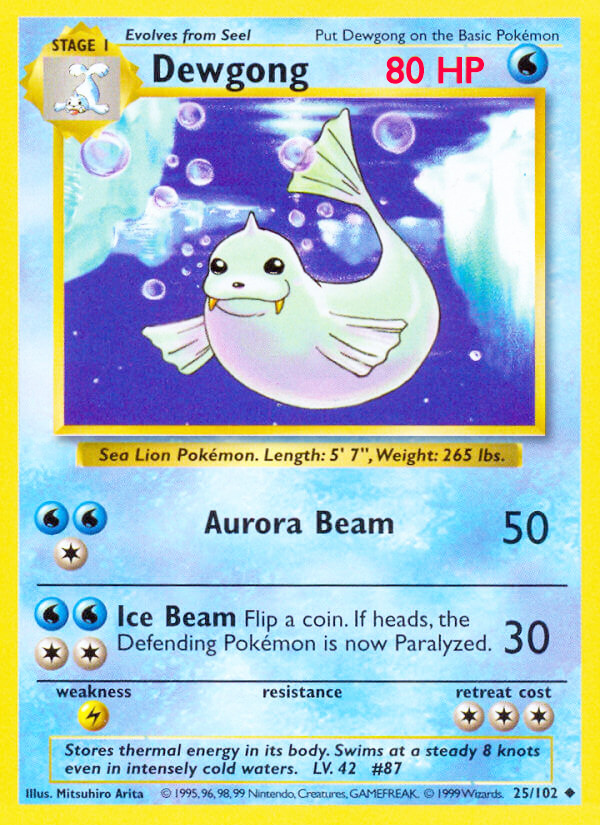 STAGE 1
Evolves from Seel
Put Dewgong on the Basic Pokémon
Dewgong
80 HP
Sea Lion Pokémon. Length: 5' 7", Weight: 265 lbs.
Aurora Beam
50
Ice Beam Flip a coin. If heads, the
Defending Pokémon is now Paralyzed.
30
weakness
resistance
retreat cost
Stores thermal energy in its body. Swims at a steady 8 knots
even in intensely cold waters. LV. 42 #87
Illus. Mitsuhiro Arita
© 1995, 96, 98, 99 Nintendo, Creatures, GAMEFREAK. © 1999 Wizards.
25/102 ◆